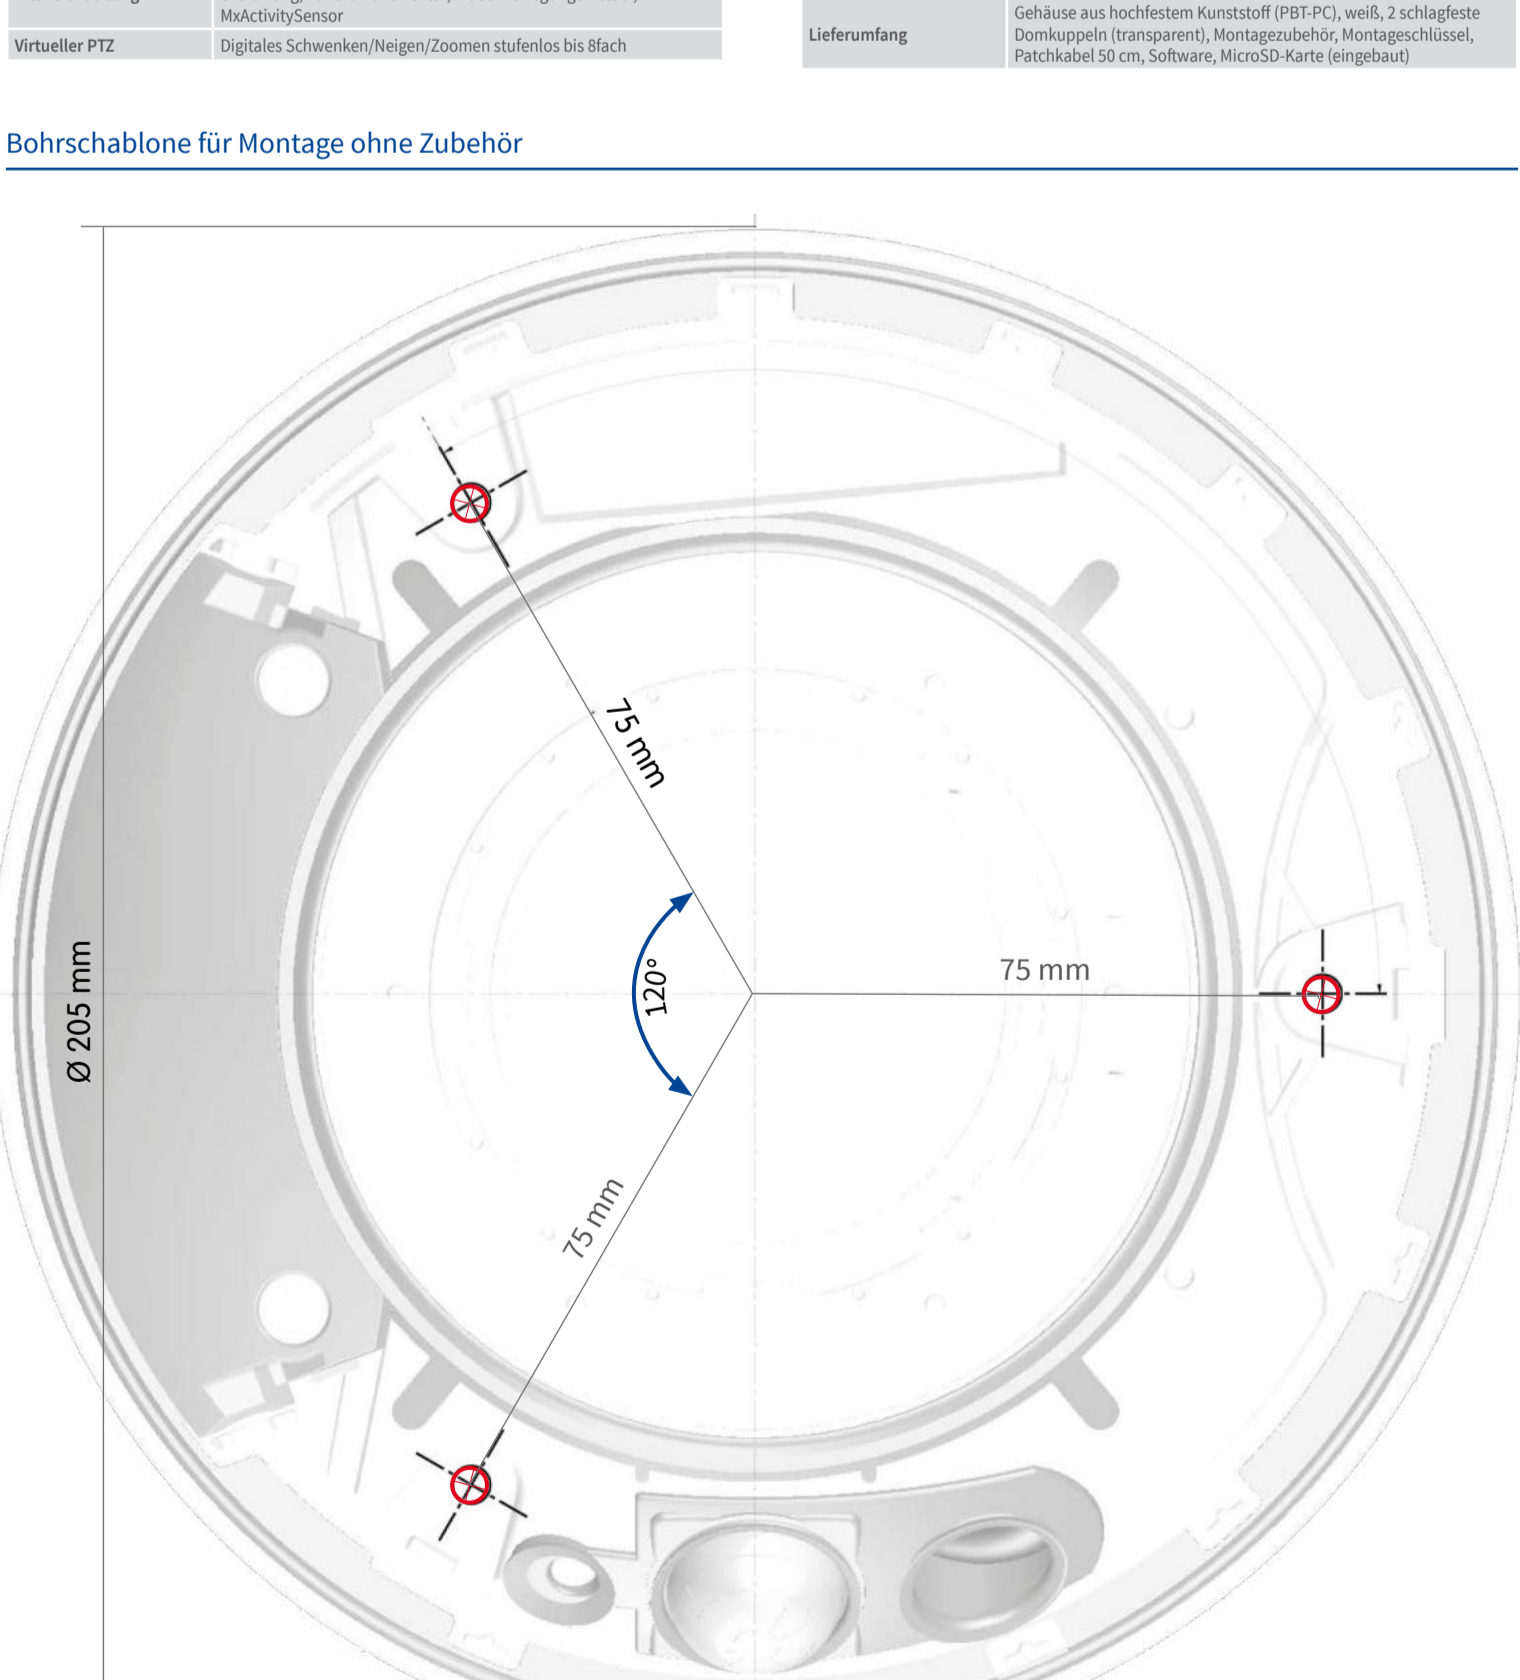 MxActivitySensor
Virtueller PTZ
Digitales Schwenken/Neigen/Zoomen stufenlos bis 8fach
Lieferumfang
Gehäuse aus hochfestem Kunststoff (PBT-PC), weiß, 2 schlagfeste
Domkuppeln (transparent), Montagezubehör, Montageschlüssel,
Patchkabel 50 cm, Software, MicroSD-Karte (eingebaut)
Bohrschablone für Montage ohne Zubehör
75 mm
75 mm
120°
Ø 205 mm
75 mm